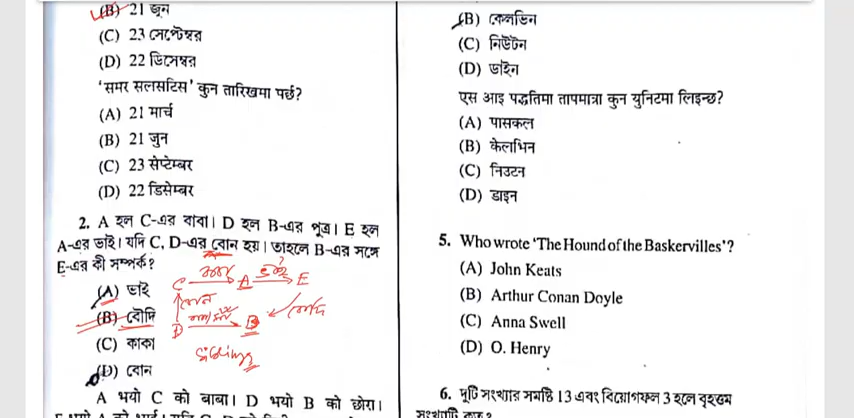 (B) 21 জুন
(C) 23 সেপ্টেম্বর
(D) 22 ডিসেম্বর
'समर सलसटिस' कुन तारिखमा पर्छ?
(A) 21 मार्च
(B) 21 जुन
(C) 23 सेप्टेम्बर
(D) 22 डिसेम्बर
2. A হল C-এর বাবা। D হল B-এর পুত্র। E হল
A-এর ভাই। যদি C, D-এর বোন হয়। তাহলে B-এর সঙ্গে
E-এর কী সম্পর্ক?
(A) ভাই
(B) বৌদি
(C) কাকা
(D) বোন
C A E
D B
siblings
A भयो C को बाबा। D भयो B को छोरा।
(B) কেলভিন
(C) নিউটন
(D) ডাইন
एस आइ पद्धतिमा तापमात्रा कुन युनिटमा लिइन्छ?
(A) पासकल
(B) केलभिन
(C) निउटन
(D) डाइन
5. Who wrote 'The Hound of the Baskervilles'?
(A) John Keats
(B) Arthur Conan Doyle
(C) Anna Swell
(D) O. Henry
6. দুটি সংখ্যার সমষ্টি 13 এবং বিয়োগফল 3 হলে বৃহত্তম